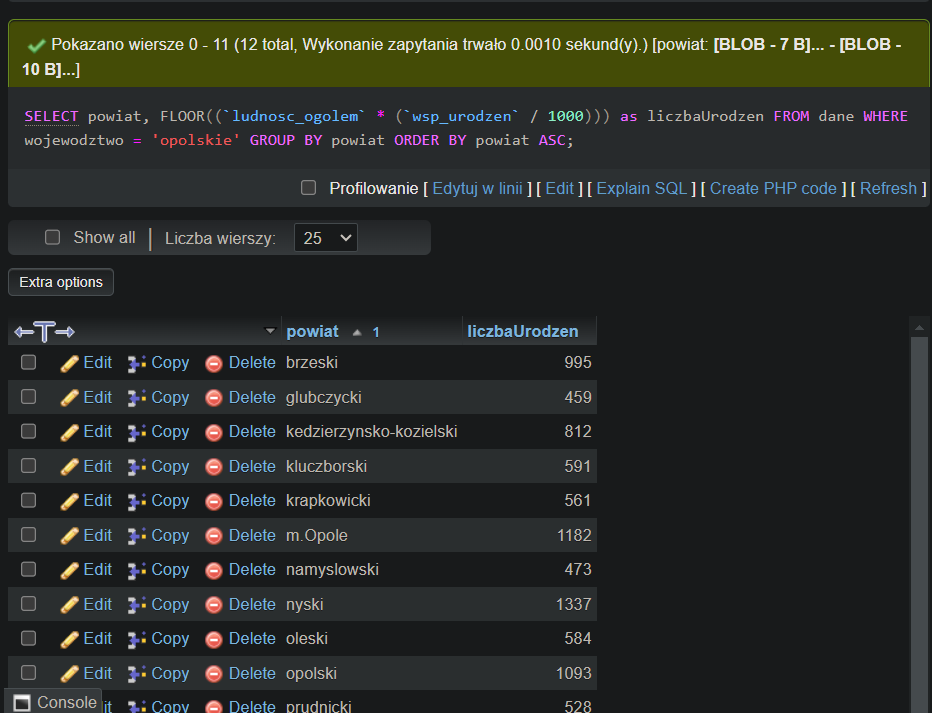 Pokazano wiersze 0 - 11 (12 total, Wykonanie zapytania trwało 0.0010 sekund(y).) [powiat: [BLOB - 7 B]... - [BLOB -
10 B]...]
SELECT powiat, FLOOR((`ludnosc_ogolem` * (`wsp_urodzen` / 1000))) as liczbaUrodzen FROM dane WHERE
wojewodztwo = 'opolskie' GROUP BY powiat ORDER BY powiat ASC;
Profilowanie [ Edytuj w linii ] [ Edit ] [ Explain SQL ] [ Create PHP code ] [ Refresh ]
Show all | Liczba wierszy: 25
Extra options
powiat 1 liczbaUrodzen
Edit Copy Delete brzeski 995
Edit Copy Delete glubczycki 459
Edit Copy Delete kedzierzynsko-kozielski 812
Edit Copy Delete kluczborski 591
Edit Copy Delete krapkowicki 561
Edit Copy Delete m.Opole 1182
Edit Copy Delete namyslowski 473
Edit Copy Delete nyski 1337
Edit Copy Delete oleski 584
Edit Copy Delete opolski 1093
Console Copy Delete prudnicki 528